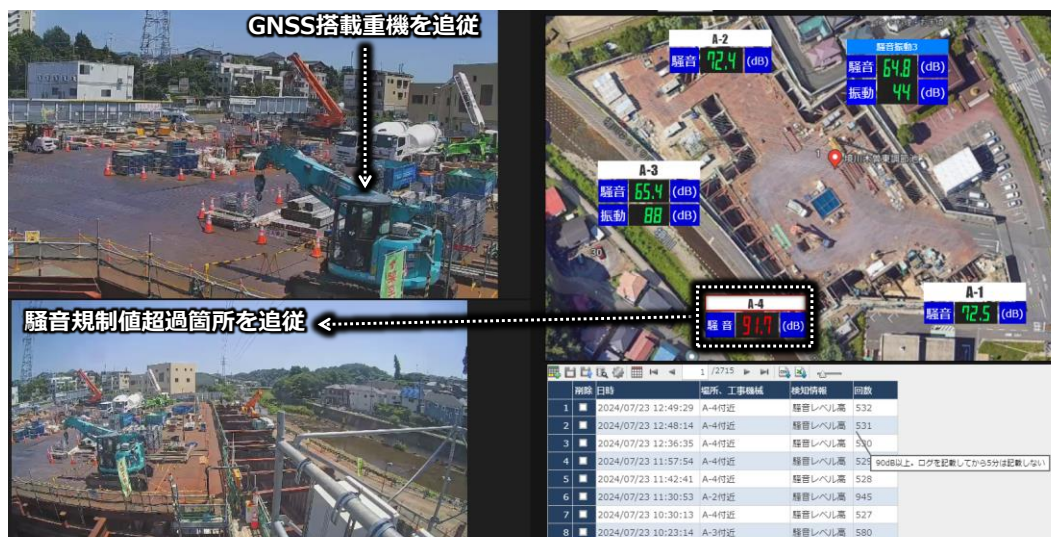 GNSS搭載重機を追従
騒音規制値超過箇所を追従
A-2
騒音 72.4 (dB)
騒音振動3
騒音 64.8 (dB)
振動 44 (dB)
A-3
騒音 65.4 (dB)
振動 88 (dB)
1
30
A-4
騒音 91.7 (dB)
A-1
騒音 72.5 (dB)
1 /2715
削除 日時 場所、工事機械 検知情報 回数
1 2024/07/23 12:49:29 A-4付近 騒音レベル高 532
2 2024/07/23 12:48:14 A-4付近 騒音レベル高 531
3 2024/07/23 12:36:35 A-4付近 騒音レベル高 530
4 2024/07/23 11:57:54 A-4付近 騒音レベル高 529
90dB以上。ログを記載してから5分は記載しない
5 2024/07/23 11:42:41 A-4付近 騒音レベル高 528
6 2024/07/23 11:30:53 A-2付近 騒音レベル高 945
7 2024/07/23 10:30:13 A-4付近 騒音レベル高 527
8 2024/07/23 10:23:14 A-3付近 騒音レベル高 580